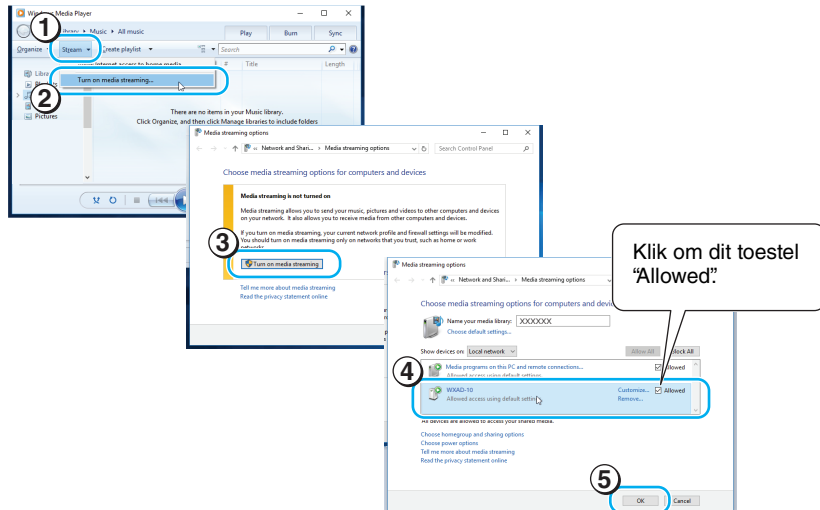 Windows Media Player
1
Library Music All music
Play Burn Sync
Organize Stream Create playlist Search
internet access to home media
Title Length
Turn on media streaming...
2
Pictures
There are no items in your Music library.
Click Organize, and then click Manage libraries to include folders
Media streaming options
« Network and Shari... Media streaming options Search Control Panel
Choose media streaming options for computers and devices
Media streaming is not turned on
Media streaming allows you to send your music, pictures and videos to other computers and devices
on your network. It also allows you to receive media from other computers and devices.
If you turn on media streaming, your current network profile and firewall settings will be modified.
You should turn on media streaming only on networks that you trust, such as home or work
networks.
3
Turn on media streaming
Tell me more about media streaming
Read the privacy statement online
Klik om dit toestel
“Allowed”.
Media streaming options
« Network and Shari... Media streaming options
Choose media streaming options for computers and devi
Name your media library: XXXXXX
Choose default settings...
Show devices on: Local network Allow All Block All
4
Media programs on this PC and remote connections... Allowed
Allowed access using default settings.
WXAD-10 Customize... Allowed
Allowed access using default settin Remove...
All devices are allowed to access your shared media.
Choose homegroup and sharing options
Choose power options
Tell me more about media streaming
Read the privacy statement online
5
OK Cancel